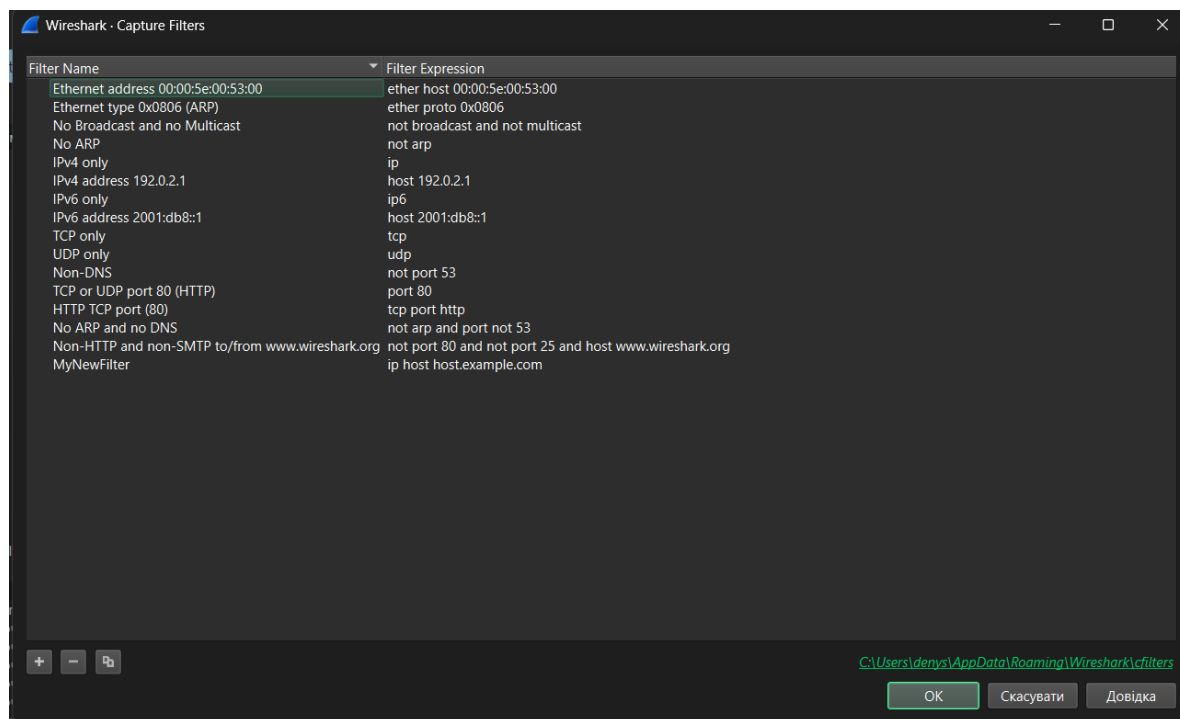 Wireshark · Capture Filters
Filter Name Filter Expression
Ethernet address 00:00:5e:00:53:00 ether host 00:00:5e:00:53:00
Ethernet type 0x0806 (ARP) ether proto 0x0806
No Broadcast and no Multicast not broadcast and not multicast
No ARP not arp
IPv4 only ip
IPv4 address 192.0.2.1 host 192.0.2.1
IPv6 only ip6
IPv6 address 2001:db8::1 host 2001:db8::1
TCP only tcp
UDP only udp
Non-DNS not port 53
TCP or UDP port 80 (HTTP) port 80
HTTP TCP port (80) tcp port http
No ARP and no DNS not arp and port not 53
Non-HTTP and non-SMTP to/from www.wireshark.org not port 80 and not port 25 and host www.wireshark.org
MyNewFilter ip host host.example.com
C:\Users\denys\AppData\Roaming\Wireshark\cfilters
OK Скасувати Довідка